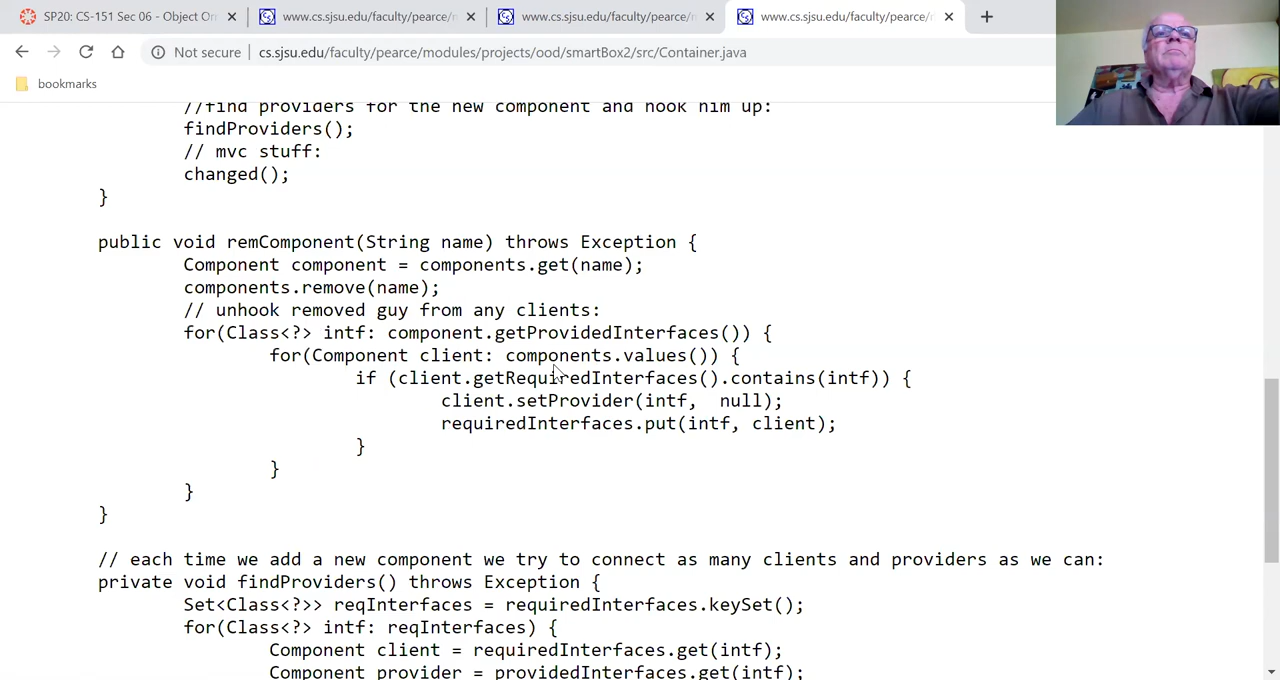 SP20: CS-151 Sec 06 - Object Or
www.cs.sjsu.edu/faculty/pearce/
www.cs.sjsu.edu/faculty/pearce/
www.cs.sjsu.edu/faculty/pearce/
Not secure | cs.sjsu.edu/faculty/pearce/modules/projects/ood/smartBox2/src/Container.java
bookmarks
//find providers for the new component and hook him up:
findProviders();
// mvc stuff:
changed();
}
public void remComponent(String name) throws Exception {
Component component = components.get(name);
components.remove(name);
// unhook removed guy from any clients:
for(Class<?> intf: component.getProvidedInterfaces()) {
for(Component client: components.values()) {
if (client.getRequiredInterfaces().contains(intf)) {
client.setProvider(intf, null);
requiredInterfaces.put(intf, client);
}
}
}
}
// each time we add a new component we try to connect as many clients and providers as we can:
private void findProviders() throws Exception {
Set<Class<?>> reqInterfaces = requiredInterfaces.keySet();
for(Class<?> intf: reqInterfaces) {
Component client = requiredInterfaces.get(intf);
Component provider = providedInterfaces.get(intf);